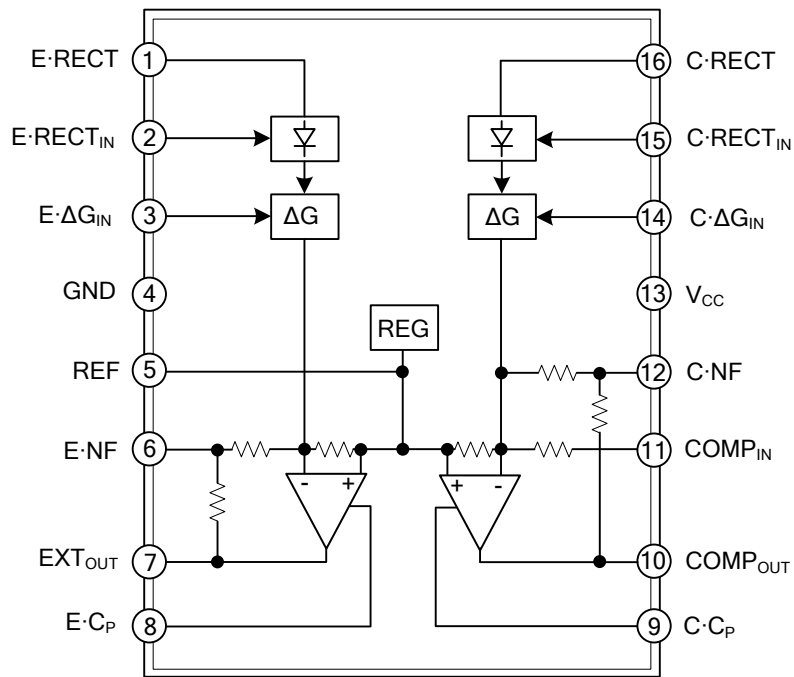 E·RECT 1
16 C·RECT
E·RECTIN 2
15 C·RECTIN
E·ΔGIN 3
ΔG
ΔG
14 C·ΔGIN
GND 4
13 VCC
REG
REF 5
12 C·NF
E·NF 6
11 COMPIN
- +
+ -
EXTOUT 7
10 COMPOUT
E·CP 8
9 C·CP